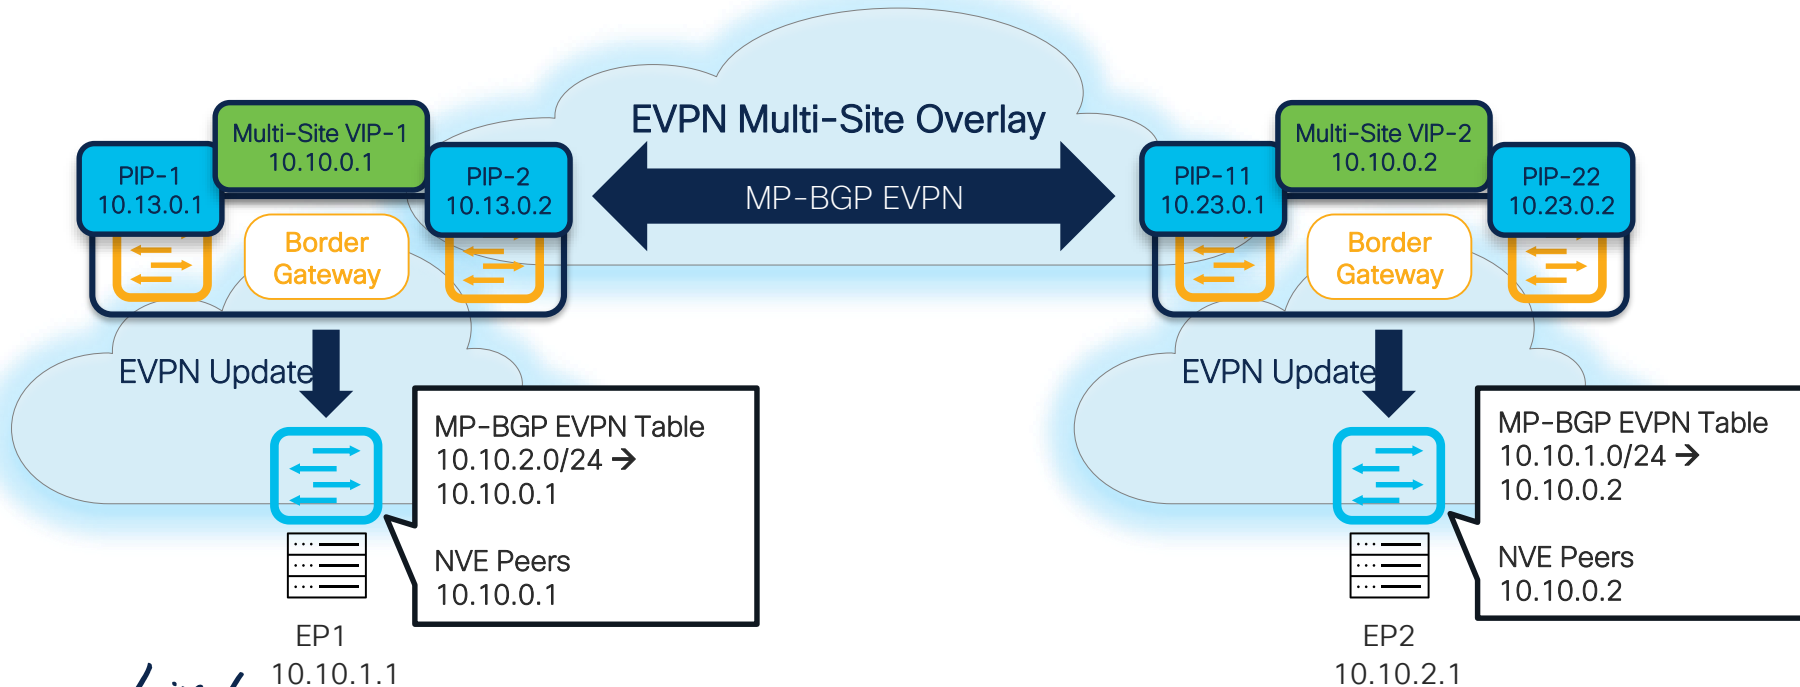 EVPN Multi-Site Overlay
MP-BGP EVPN
Multi-Site VIP-1
10.10.0.1
PIP-1
10.13.0.1
PIP-2
10.13.0.2
Border
Gateway
EVPN Update
MP-BGP EVPN Table
10.10.2.0/24 →
10.10.0.1
NVE Peers
10.10.0.1
EP1
10.10.1.1
Multi-Site VIP-2
10.10.0.2
PIP-11
10.23.0.1
PIP-22
10.23.0.2
Border
Gateway
EVPN Update
MP-BGP EVPN Table
10.10.1.0/24 →
10.10.0.2
NVE Peers
10.10.0.2
EP2
10.10.2.1